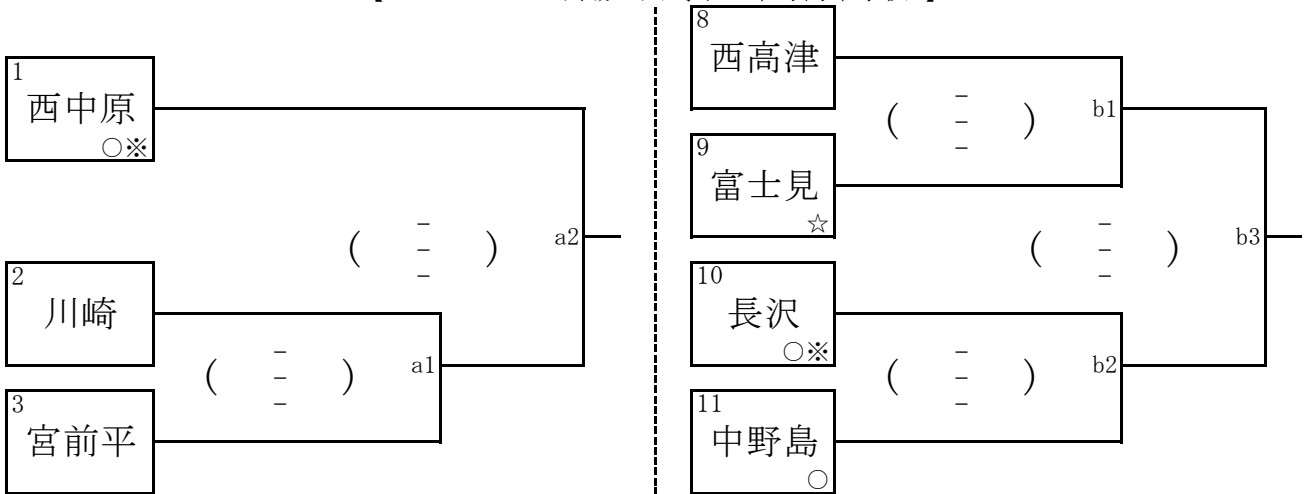 1
西中原
○※
2
川崎
3
宮前平
( - - - )
a1
( - - - )
a2
8
西高津
9
富士見
☆
( - - - )
b1
10
長沢
○※
11
中野島
○
( - - - )
b2
( - - - )
b3